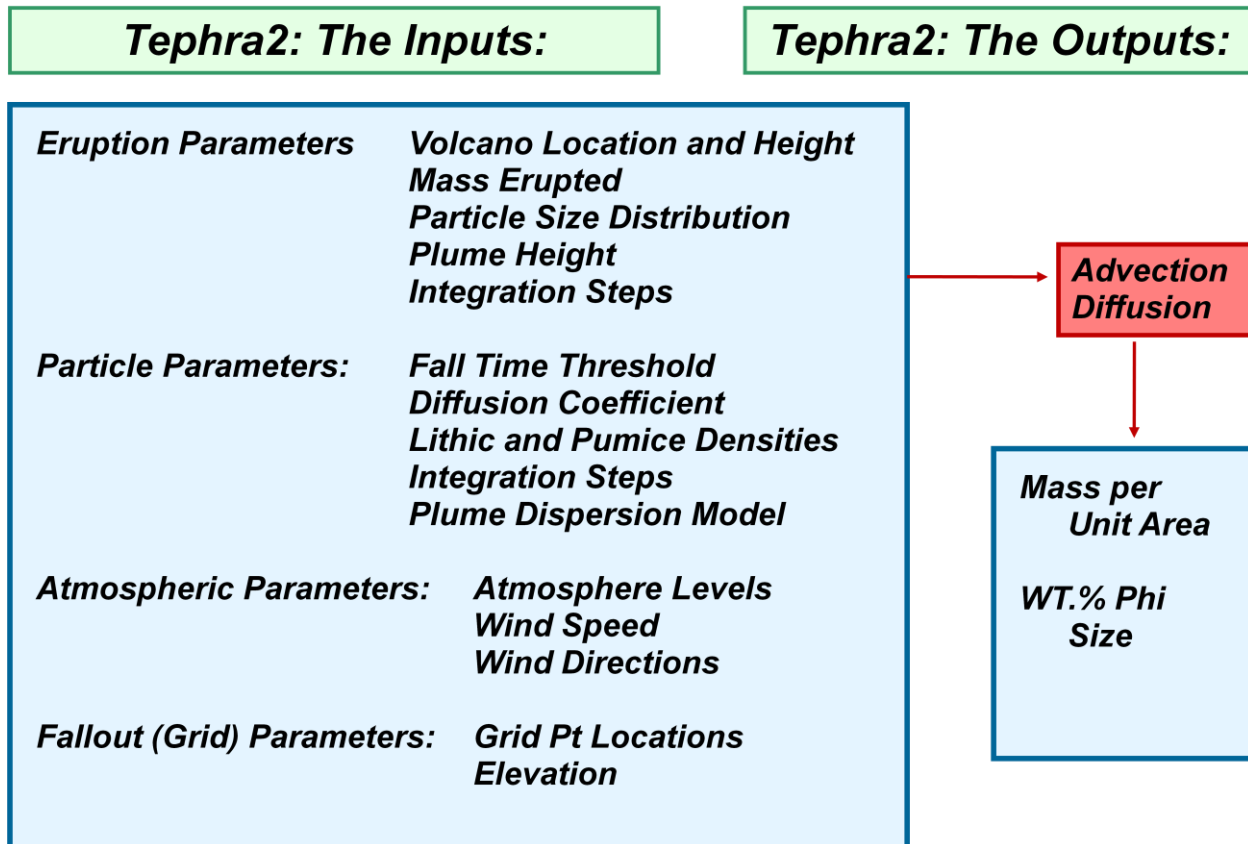 Tephra2: The Inputs:
Tephra2: The Outputs:
Eruption Parameters Volcano Location and Height
Mass Erupted
Particle Size Distribution
Plume Height
Integration Steps
Particle Parameters: Fall Time Threshold
Diffusion Coefficient
Lithic and Pumice Densities
Integration Steps
Plume Dispersion Model
Atmospheric Parameters: Atmosphere Levels
Wind Speed
Wind Directions
Fallout (Grid) Parameters: Grid Pt Locations
Elevation
Advection
Diffusion
Mass per
Unit Area
WT.% Phi
Size